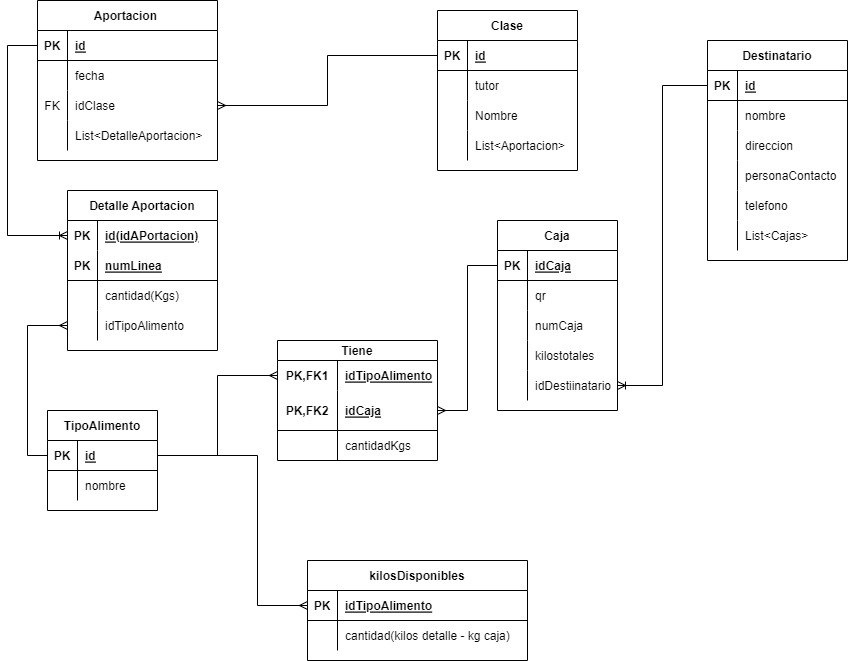 Aportacion
PK id
fecha
FK idClase
List<DetalleAportacion>
Clase
PK id
tutor
Nombre
List<Aportacion>
Destinatario
PK id
nombre
direccion
personaContacto
telefono
List<Cajas>
Detalle Aportacion
PK id(idAPortacion)
PK numLinea
cantidad(Kgs)
idTipoAlimento
Caja
PK idCaja
qr
numCaja
kilostotales
idDestiinatario
Tiene
PK,FK1 idTipoAlimento
PK,FK2 idCaja
cantidadKgs
TipoAlimento
PK id
nombre
kilosDisponibles
PK idTipoAlimento
cantidad(kilos detalle - kg caja)